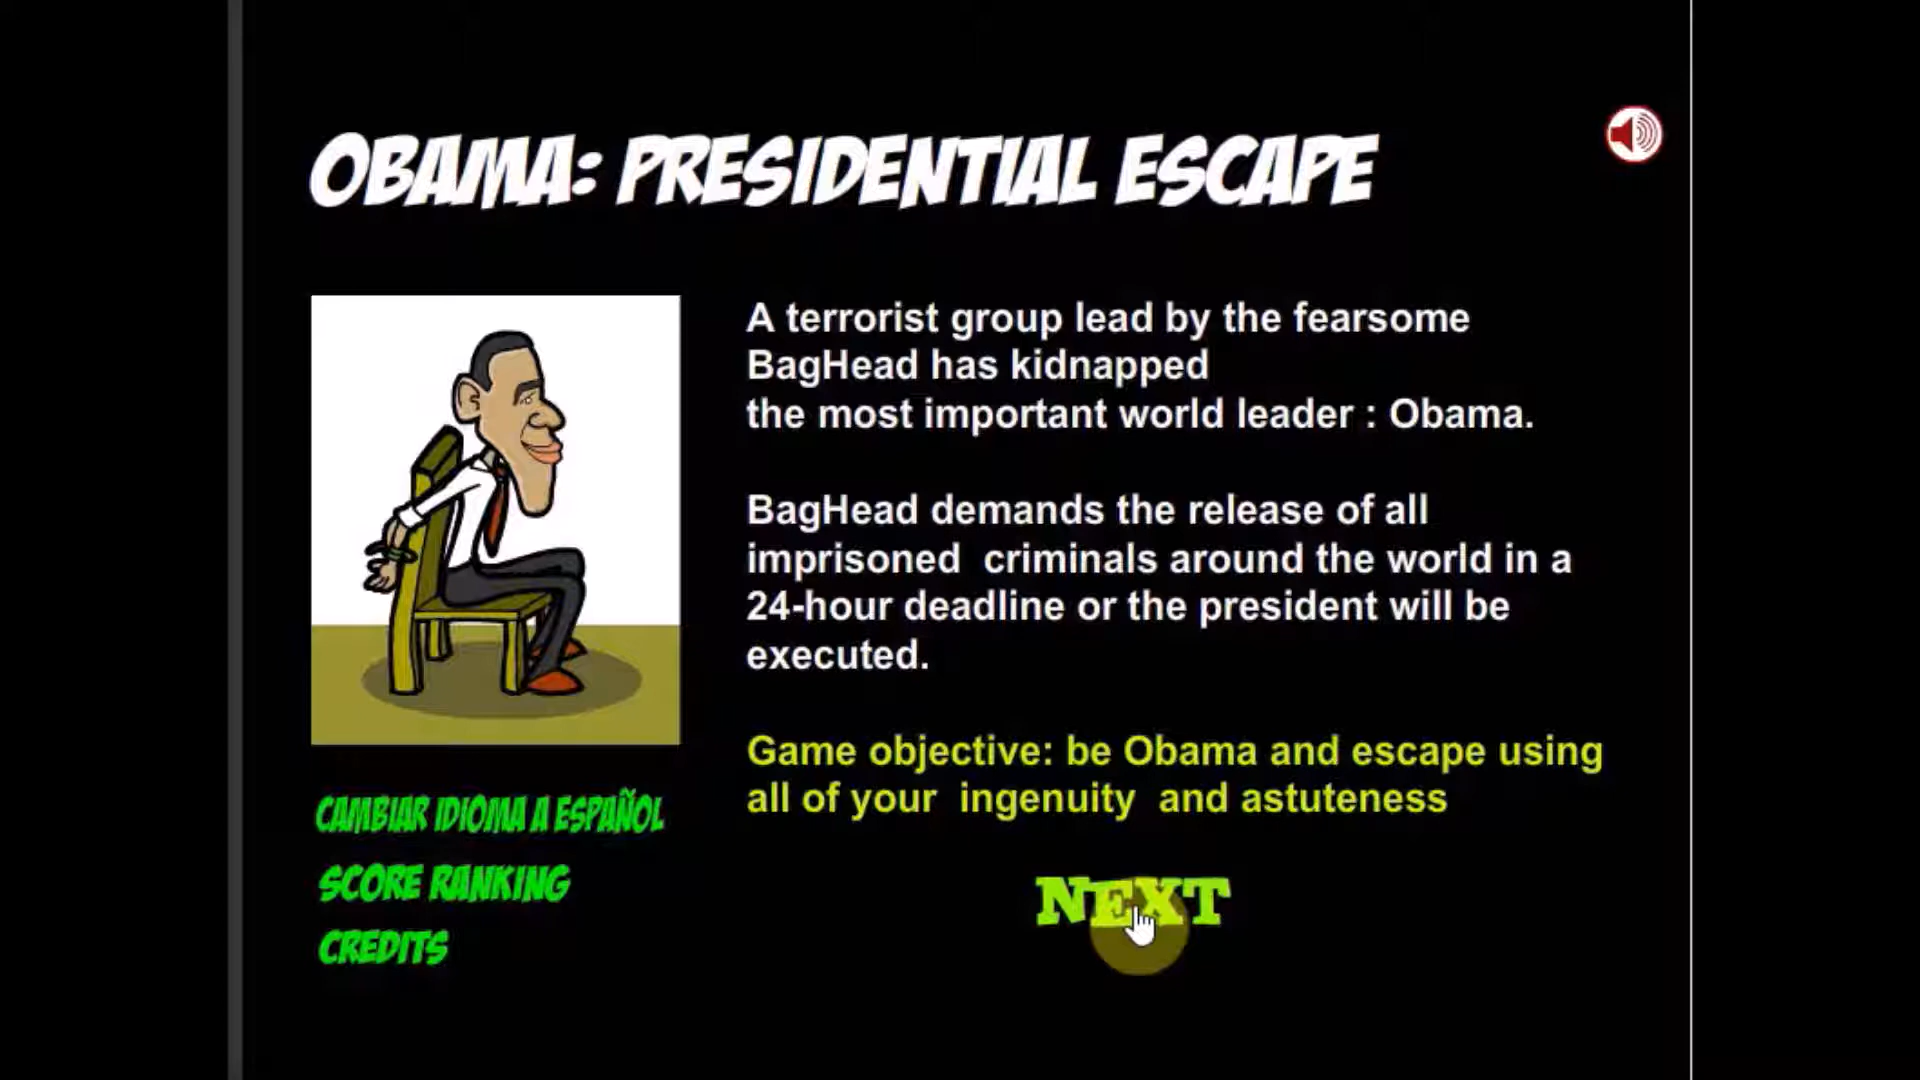 OBAMA: PRESIDENTIAL ESCAPE
A terrorist group lead by the fearsome
BagHead has kidnapped
the most important world leader : Obama.
BagHead demands the release of all
imprisoned criminals around the world in a
24-hour deadline or the president will be
executed.
Game objective: be Obama and escape using
all of your ingenuity and astuteness
CAMBIAR IDIOMA A ESPAÑOL
SCORE RANKING
CREDITS
NEXT